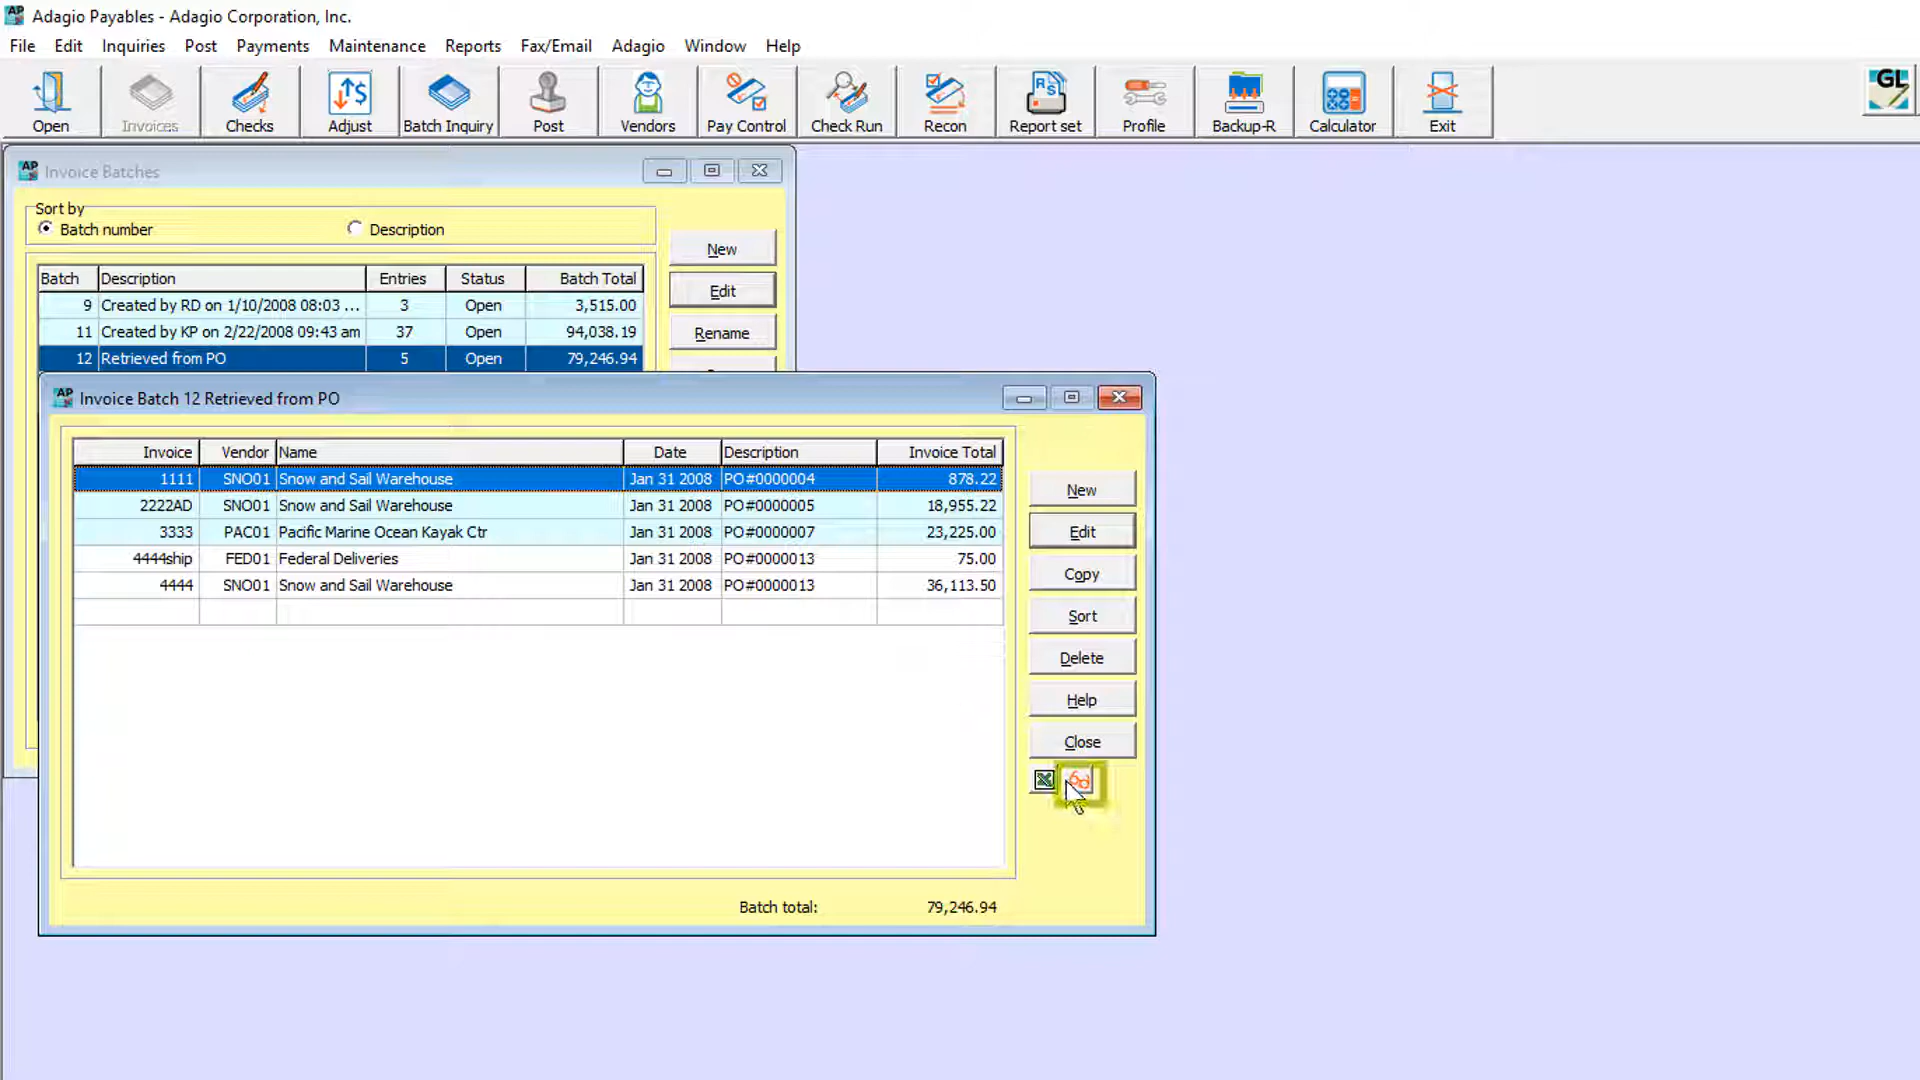 AP Adagio Payables - Adagio Corporation, Inc.
File Edit Inquiries Post Payments Maintenance Reports Fax/Email Adagio Window Help
Open Invoices Checks Adjust Batch Inquiry Post Vendors Pay Control Check Run Recon Report set Profile Backup-R Calculator Exit GL
AP Invoice Batches
Sort by
Batch number Description
New
Batch Description Entries Status Batch Total
9 Created by RD on 1/10/2008 08:03 ... 3 Open 3,515.00
Edit
11 Created by KP on 2/22/2008 09:43 am 37 Open 94,038.19
Rename
12 Retrieved from PO 5 Open 79,246.94
AP Invoice Batch 12 Retrieved from PO
Invoice Vendor Name Date Description Invoice Total
1111 SNO01 Snow and Sail Warehouse Jan 31 2008 PO#0000004 878.22
New
2222AD SNO01 Snow and Sail Warehouse Jan 31 2008 PO#0000005 18,955.22
3333 PAC01 Pacific Marine Ocean Kayak Ctr Jan 31 2008 PO#0000007 23,225.00
Edit
4444ship FED01 Federal Deliveries Jan 31 2008 PO#0000013 75.00
Copy
4444 SNO01 Snow and Sail Warehouse Jan 31 2008 PO#0000013 36,113.50
Sort
Delete
Help
Close
Batch total: 79,246.94